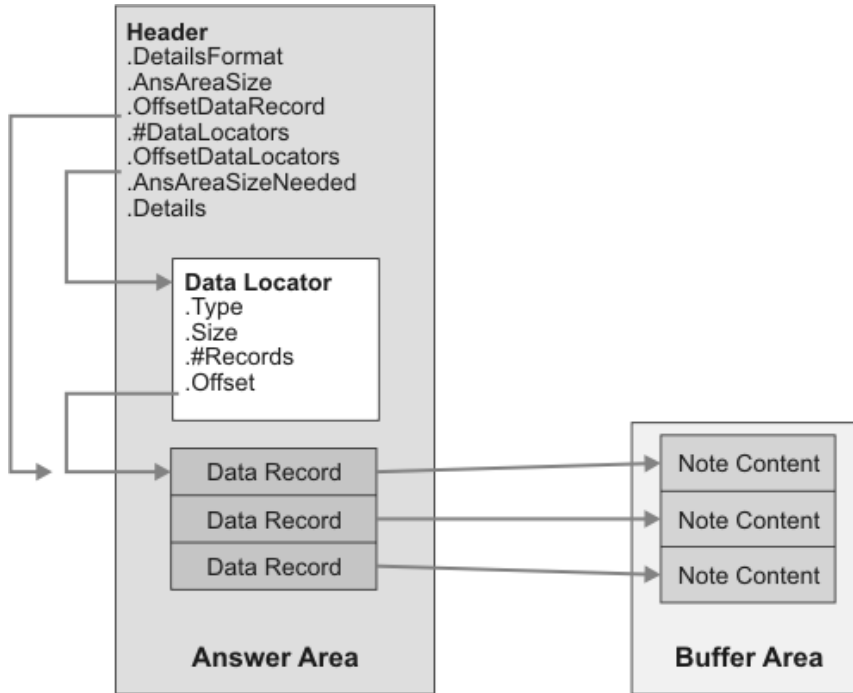 Header
.DetailsFormat
.AnsAreaSize
.OffsetDataRecord
.#DataLocators
.OffsetDataLocators
.AnsAreaSizeNeeded
.Details
Data Locator
.Type
.Size
.#Records
.Offset
Data Record
Data Record
Data Record
Answer Area
Note Content
Note Content
Note Content
Buffer Area